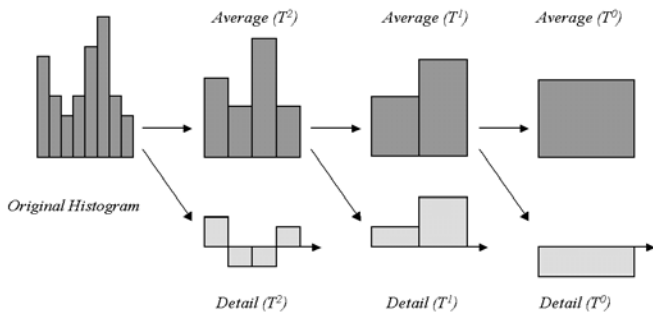 Average (T²) Average (T¹) Average (T⁰)
Original Histogram
Detail (T²) Detail (T¹) Detail (T⁰)